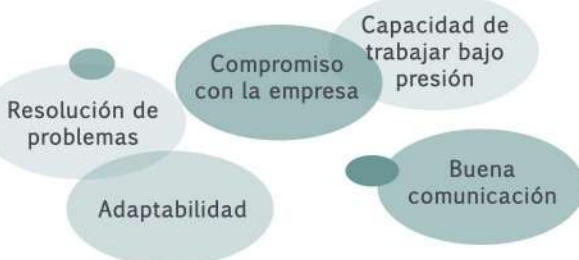 Capacidad de
trabajar bajo
presión
Compromiso
con la empresa
Resolución de
problemas
Buena
comunicación
Adaptabilidad